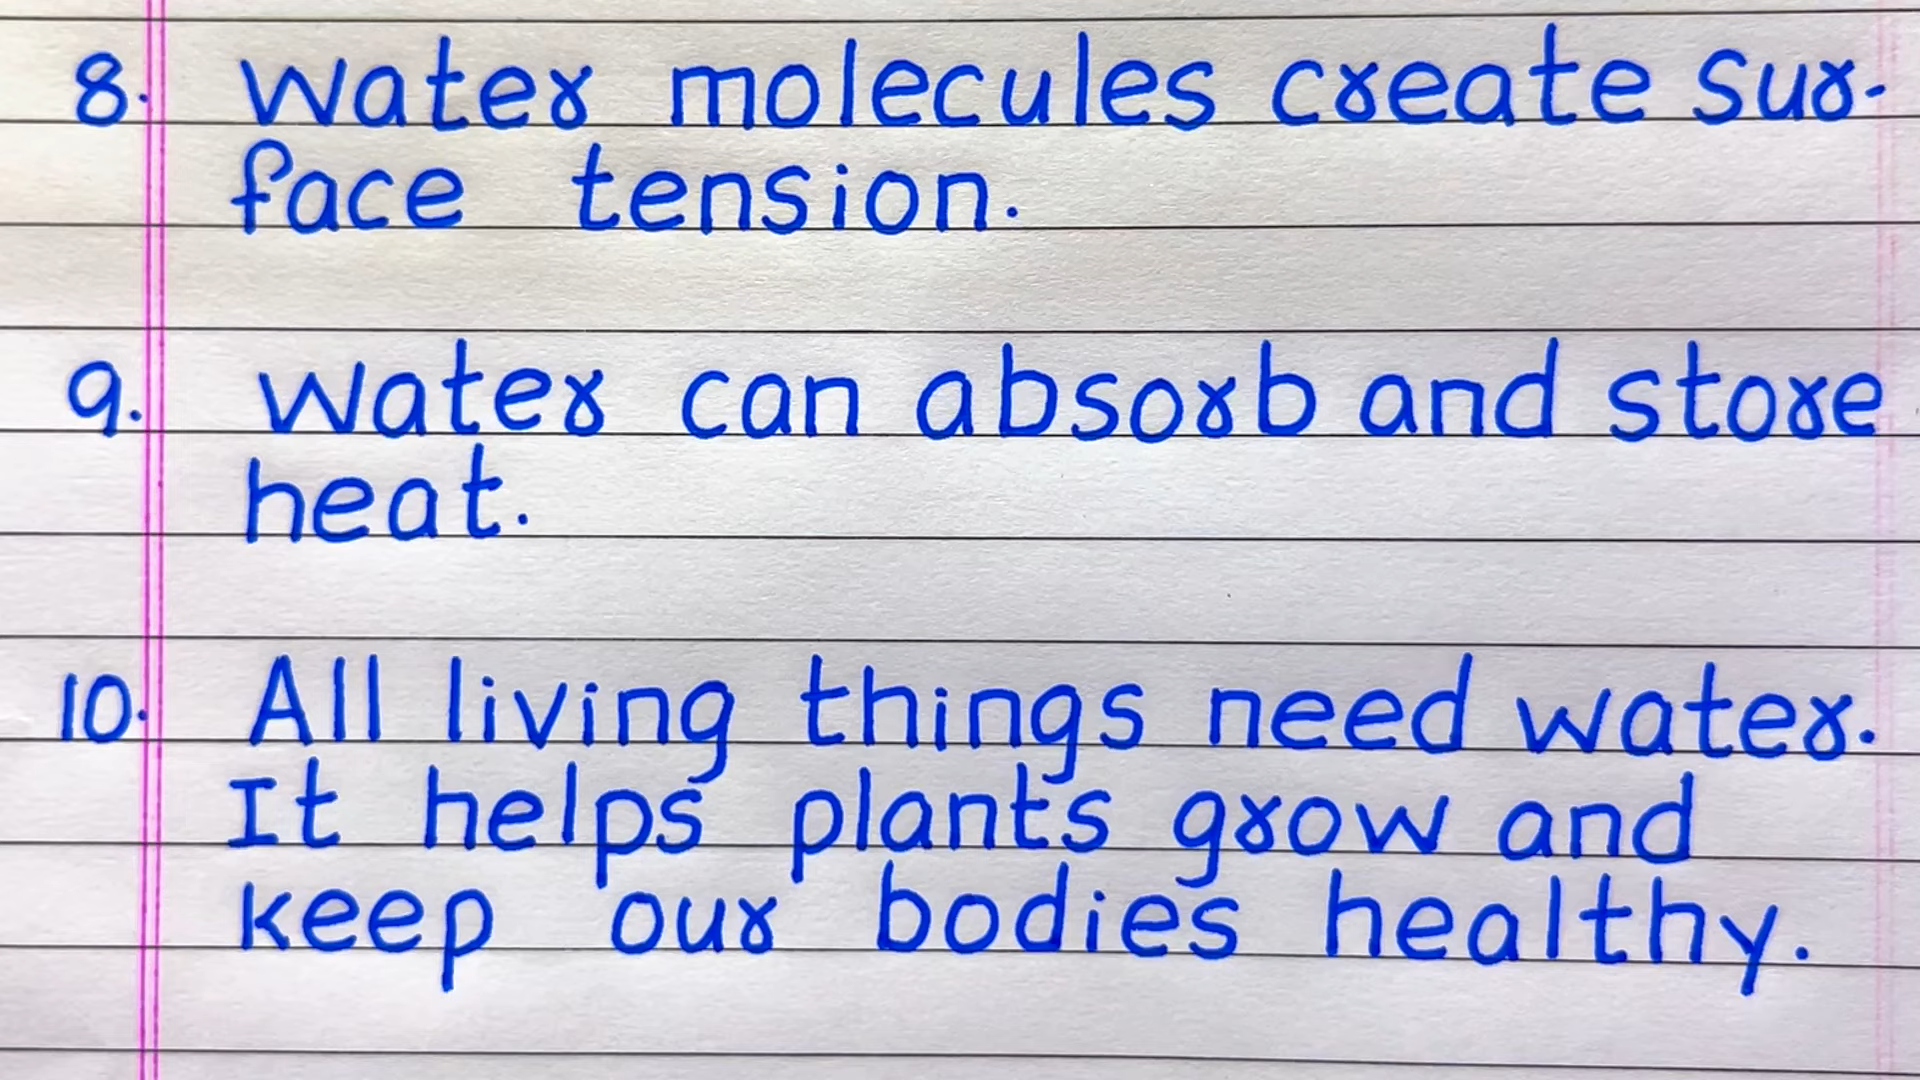 8. Water molecules create sur-
face tension.
9. Water can absorb and store
heat.
10. All living things need water.
It helps plants grow and
keep our bodies healthy.